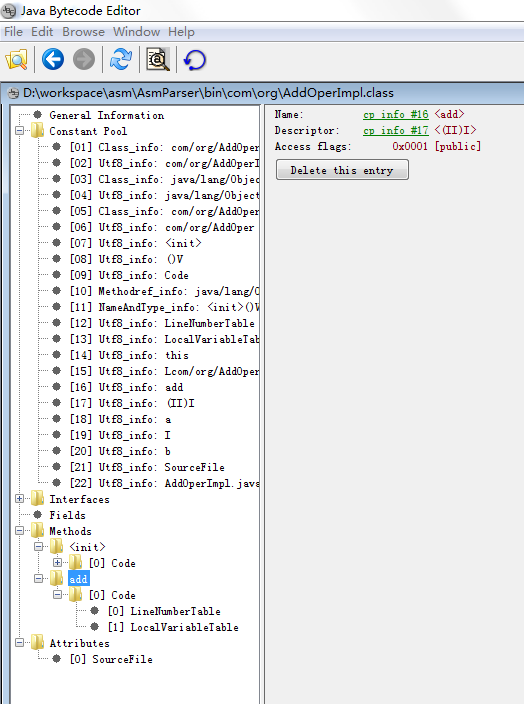 Java Bytecode Editor
File Edit Browse Window Help
D:\workspace\asm\AsmParser\bin\com\org\AddOperImpl.class
General Information
Constant Pool
[01] Class_info: com/org/AddOper
[02] Utf8_info: com/org/AddOperI
[03] Class_info: java/lang/Objec
[04] Utf8_info: java/lang/Object
[05] Class_info: com/org/AddOper
[06] Utf8_info: com/org/AddOper
[07] Utf8_info: <init>
[08] Utf8_info: ()V
[09] Utf8_info: Code
[10] Methodref_info: java/lang/O
[11] NameAndType_info: <init>()V
[12] Utf8_info: LineNumberTable
[13] Utf8_info: LocalVariableTab
[14] Utf8_info: this
[15] Utf8_info: Lcom/org/AddOper
[16] Utf8_info: add
[17] Utf8_info: (II)I
[18] Utf8_info: a
[19] Utf8_info: I
[20] Utf8_info: b
[21] Utf8_info: SourceFile
[22] Utf8_info: AddOperImpl.java
Interfaces
Fields
Methods
<init>
[0] Code
add
[0] Code
[0] LineNumberTable
[1] LocalVariableTable
Attributes
[0] SourceFile
Name: cp info #16 <add>
Descriptor: cp info #17 <(II)I>
Access flags: 0x0001 [public]
Delete this entry